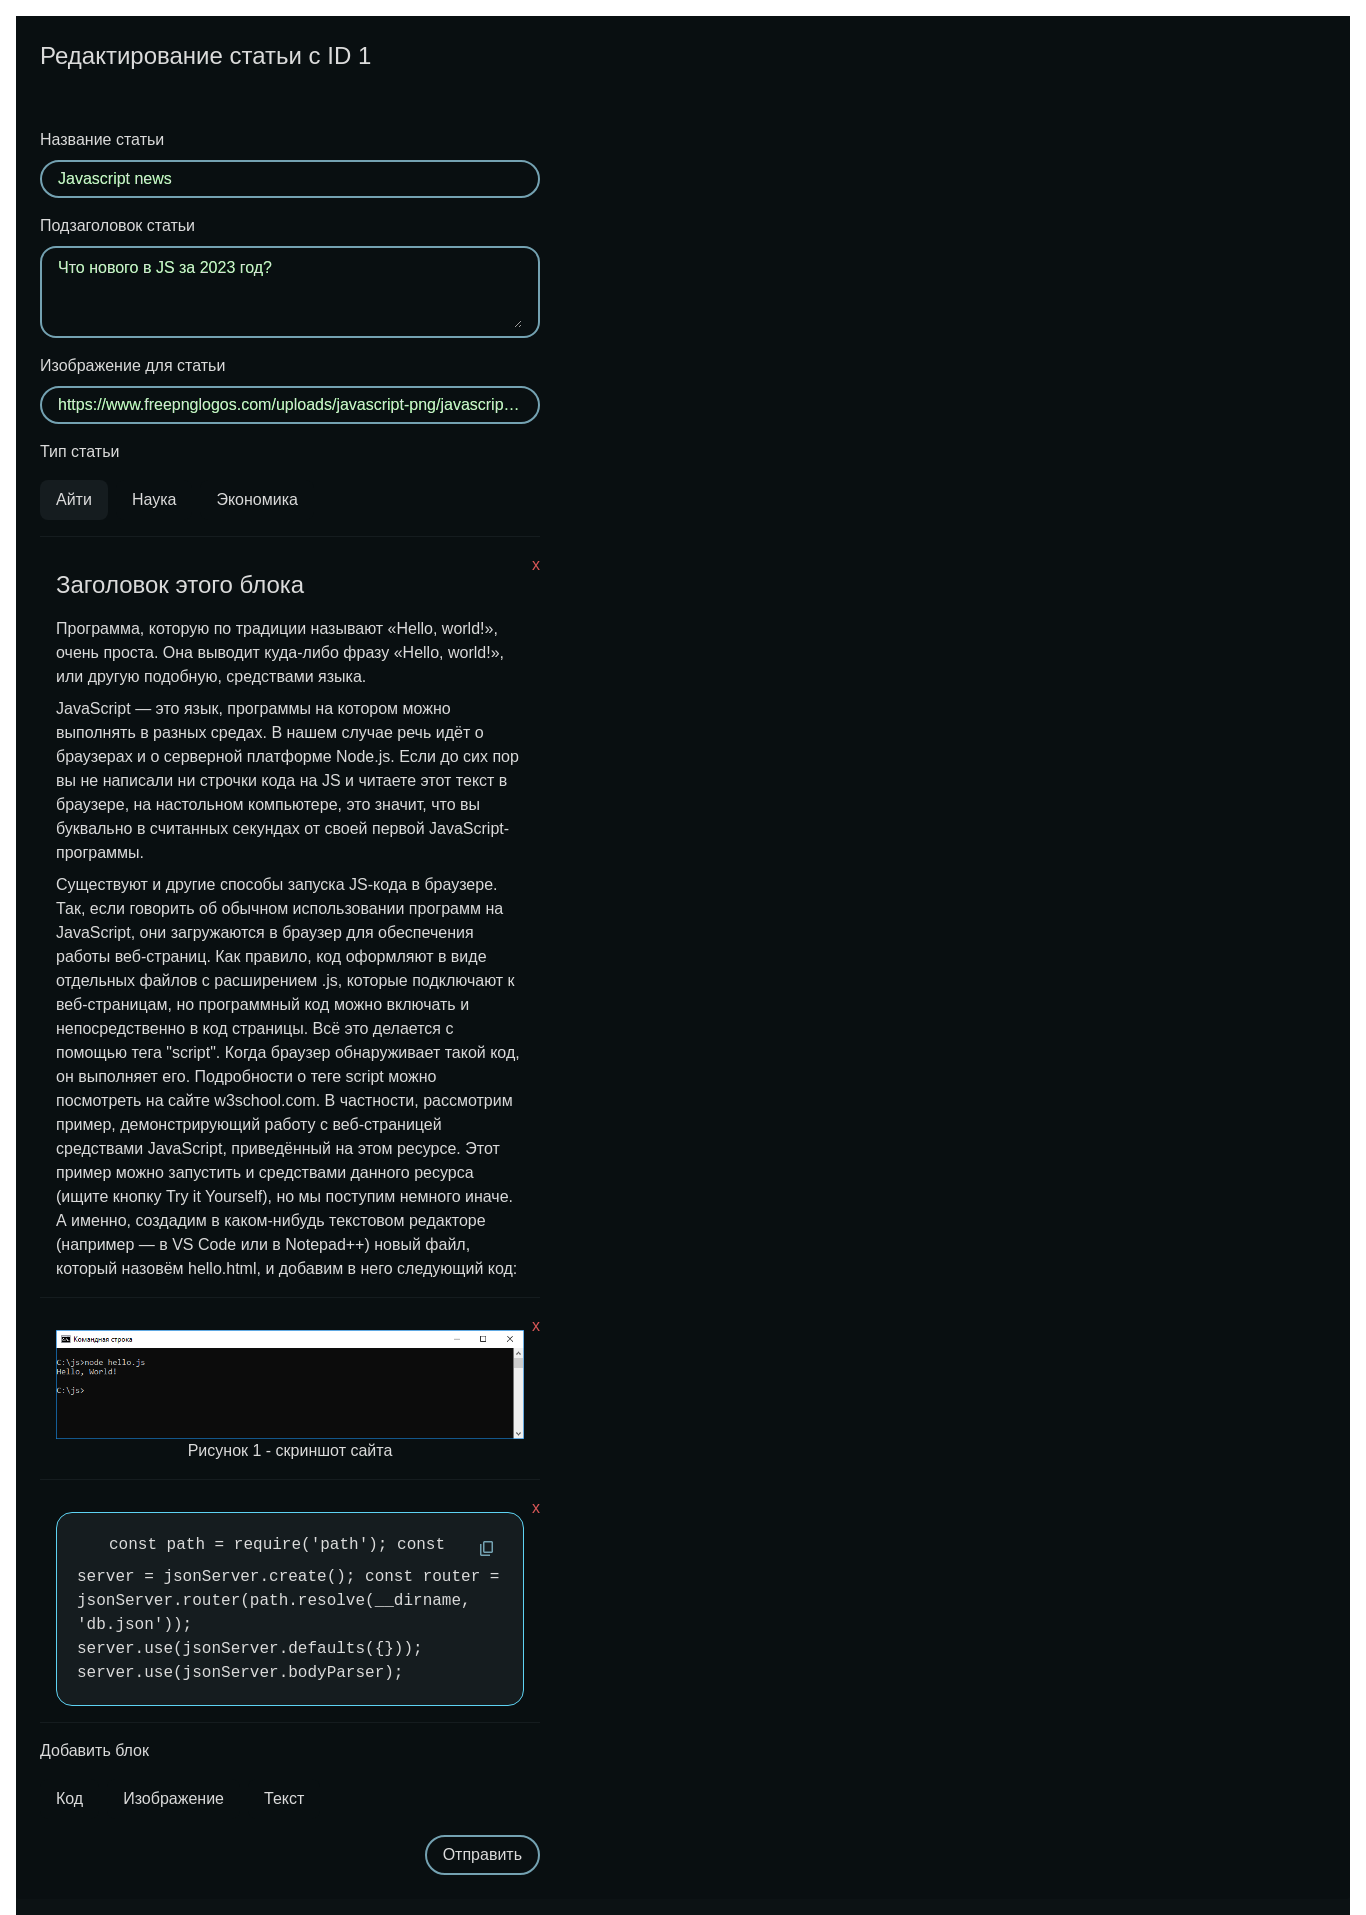 Редактирование статьи с ID 1
Название статьи
Javascript news
Подзаголовок статьи
Что нового в JS за 2023 год?
Изображение для статьи
https://www.freepnglogos.com/uploads/javascript-png/javascrip…
Тип статьи
Айти Наука Экономика
x
Заголовок этого блока
Программа, которую по традиции называют «Hello, world!»,
очень проста. Она выводит куда-либо фразу «Hello, world!»,
или другую подобную, средствами языка.
JavaScript — это язык, программы на котором можно
выполнять в разных средах. В нашем случае речь идёт о
браузерах и о серверной платформе Node.js. Если до сих пор
вы не написали ни строчки кода на JS и читаете этот текст в
браузере, на настольном компьютере, это значит, что вы
буквально в считанных секундах от своей первой JavaScript-
программы.
Существуют и другие способы запуска JS-кода в браузере.
Так, если говорить об обычном использовании программ на
JavaScript, они загружаются в браузер для обеспечения
работы веб-страниц. Как правило, код оформляют в виде
отдельных файлов с расширением .js, которые подключают к
веб-страницам, но программный код можно включать и
непосредственно в код страницы. Всё это делается с
помощью тега "script". Когда браузер обнаруживает такой код,
он выполняет его. Подробности о теге script можно
посмотреть на сайте w3school.com. В частности, рассмотрим
пример, демонстрирующий работу с веб-страницей
средствами JavaScript, приведённый на этом ресурсе. Этот
пример можно запустить и средствами данного ресурса
(ищите кнопку Try it Yourself), но мы поступим немного иначе.
А именно, создадим в каком-нибудь текстовом редакторе
(например — в VS Code или в Notepad++) новый файл,
который назовём hello.html, и добавим в него следующий код:
x
Командная строка
C:\js>node hello.js
Hello, World!
C:\js>
Рисунок 1 - скриншот сайта
x
const path = require('path'); const
server = jsonServer.create(); const router =
jsonServer.router(path.resolve(__dirname,
'db.json'));
server.use(jsonServer.defaults({}));
server.use(jsonServer.bodyParser);
Добавить блок
Код Изображение Текст
Отправить